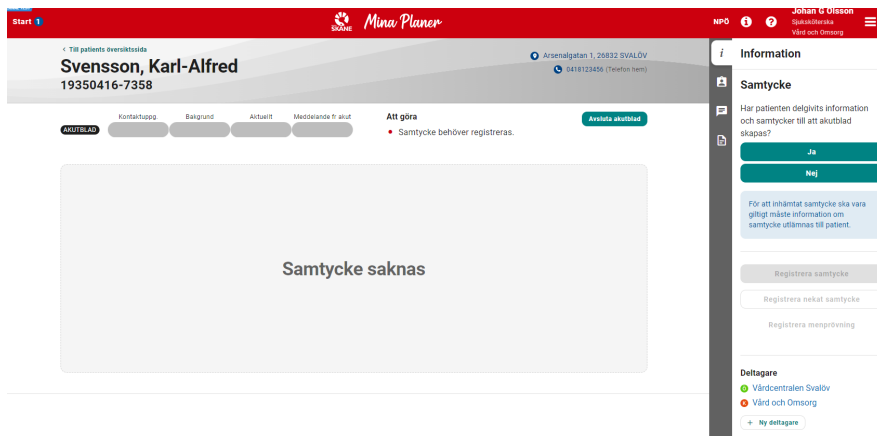 Start 1
SKÅNE
Mina Planer
NPÖ
Johan G Olsson
Sjuksköterska
Vård och Omsorg
< Till patients översiktssida
Svensson, Karl-Alfred
19350416-7358
Arsenalgatan 1, 26832 SVALÖV
0418123456 (Telefon hem)
AKUTBLAD
Kontaktuppg.
Bakgrund
Aktuellt
Meddelande fr akut
Att göra
Samtycke behöver registreras.
Avsluta akutblad
Samtycke saknas
Information
Samtycke
Har patienten delgivits information
och samtycker till att akutblad
skapas?
Ja
Nej
För att inhämtat samtycke ska vara
giltigt måste information om
samtycke utlämnas till patient.
Registrera samtycke
Registrera nekat samtycke
Registrera menprövning
Deltagare
Vårdcentralen Svalöv
K Vård och Omsorg
+ Ny deltagare